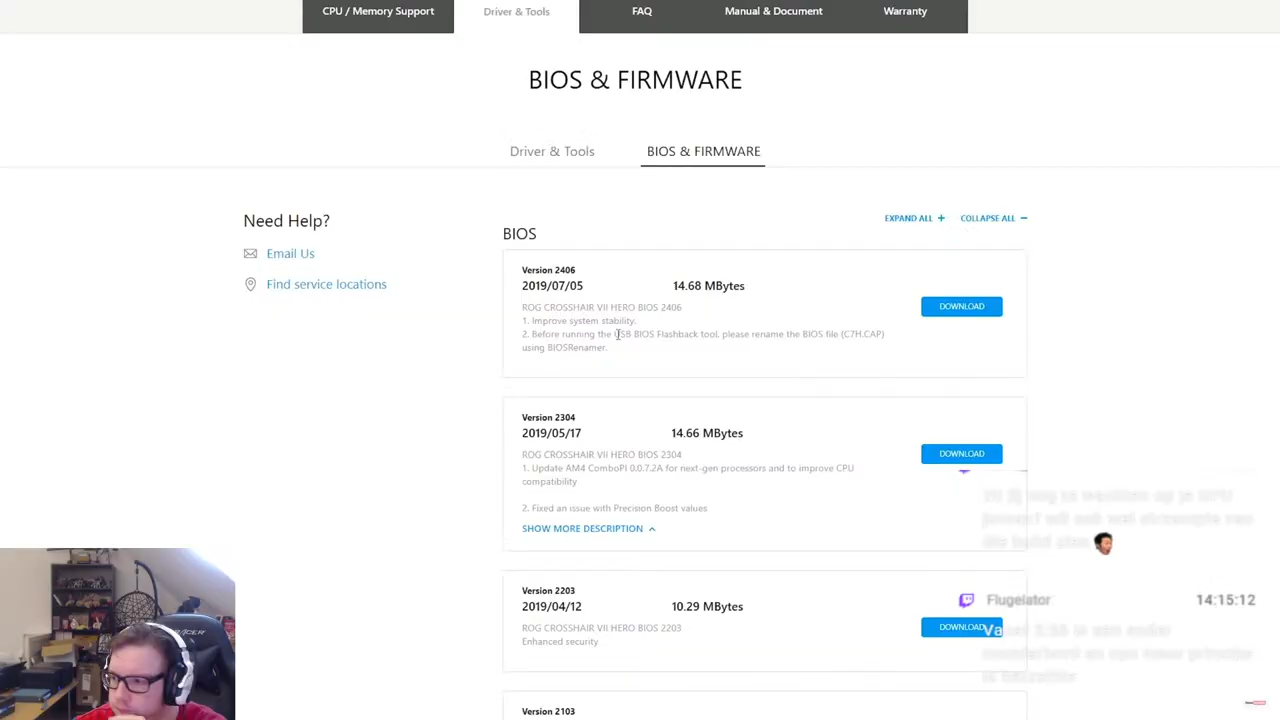 CPU / Memory Support
Driver & Tools
FAQ
Manual & Document
Warranty
BIOS & FIRMWARE
Driver & Tools
BIOS & FIRMWARE
Need Help?
Email Us
Find service locations
EXPAND ALL +
COLLAPSE ALL −
BIOS
Version 2406
2019/07/05
14.68 MBytes
DOWNLOAD
ROG CROSSHAIR VII HERO BIOS 2406
1. Improve system stability.
2. Before running the USB BIOS Flashback tool, please rename the BIOS file (C7H.CAP)
using BIOSRenamer.
Version 2304
2019/05/17
14.66 MBytes
DOWNLOAD
ROG CROSSHAIR VII HERO BIOS 2304
1. Update AM4 ComboPI 0.0.7.2A for next-gen processors and to improve CPU
compatibility
2. Fixed an issue with Precision Boost values
SHOW MORE DESCRIPTION
Version 2203
2019/04/12
10.29 MBytes
DOWNLOAD
ROG CROSSHAIR VII HERO BIOS 2203
Enhanced security
Version 2103
Flugelator
14:15:12